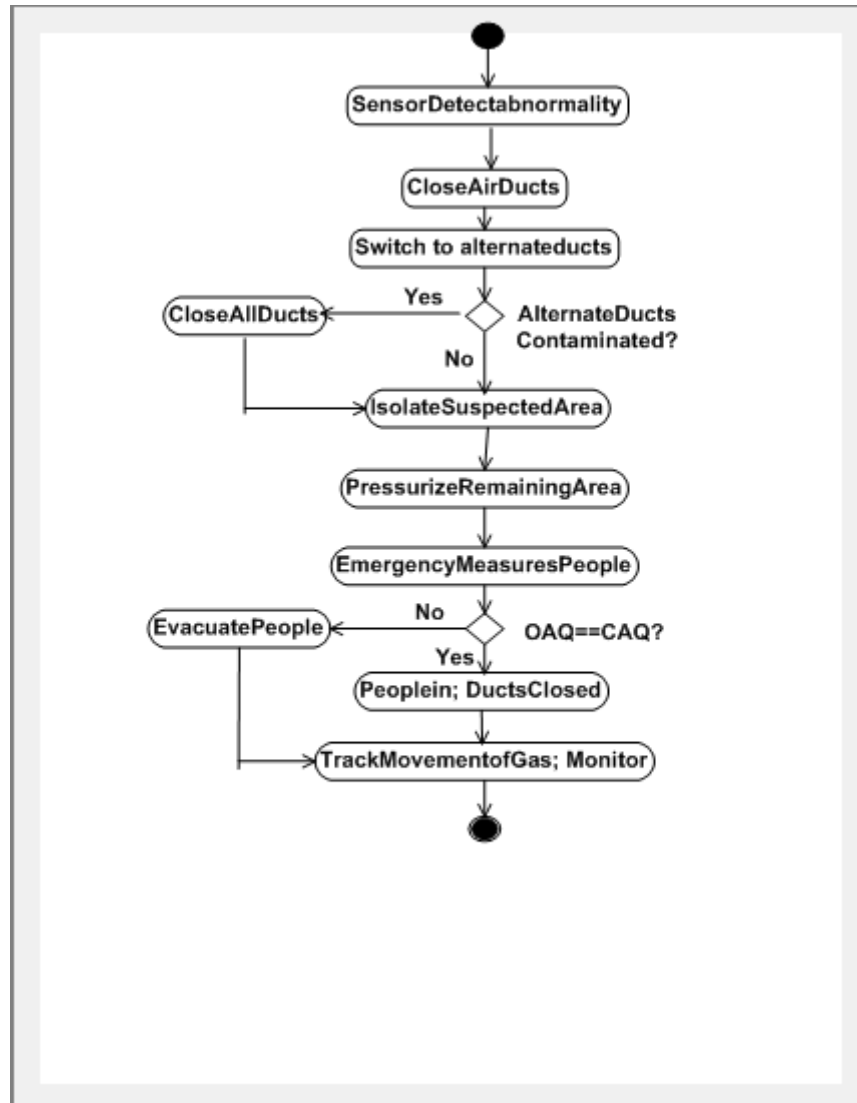 SensorDetectabnormality
CloseAirDucts
Switch to alternateducts
Yes
CloseAllDucts
AlternateDucts
Contaminated?
No
IsolateSuspectedArea
PressurizeRemainingArea
EmergencyMeasuresPeople
No
EvacuatePeople
OAQ==CAQ?
Yes
Peoplein; DuctsClosed
TrackMovementofGas; Monitor